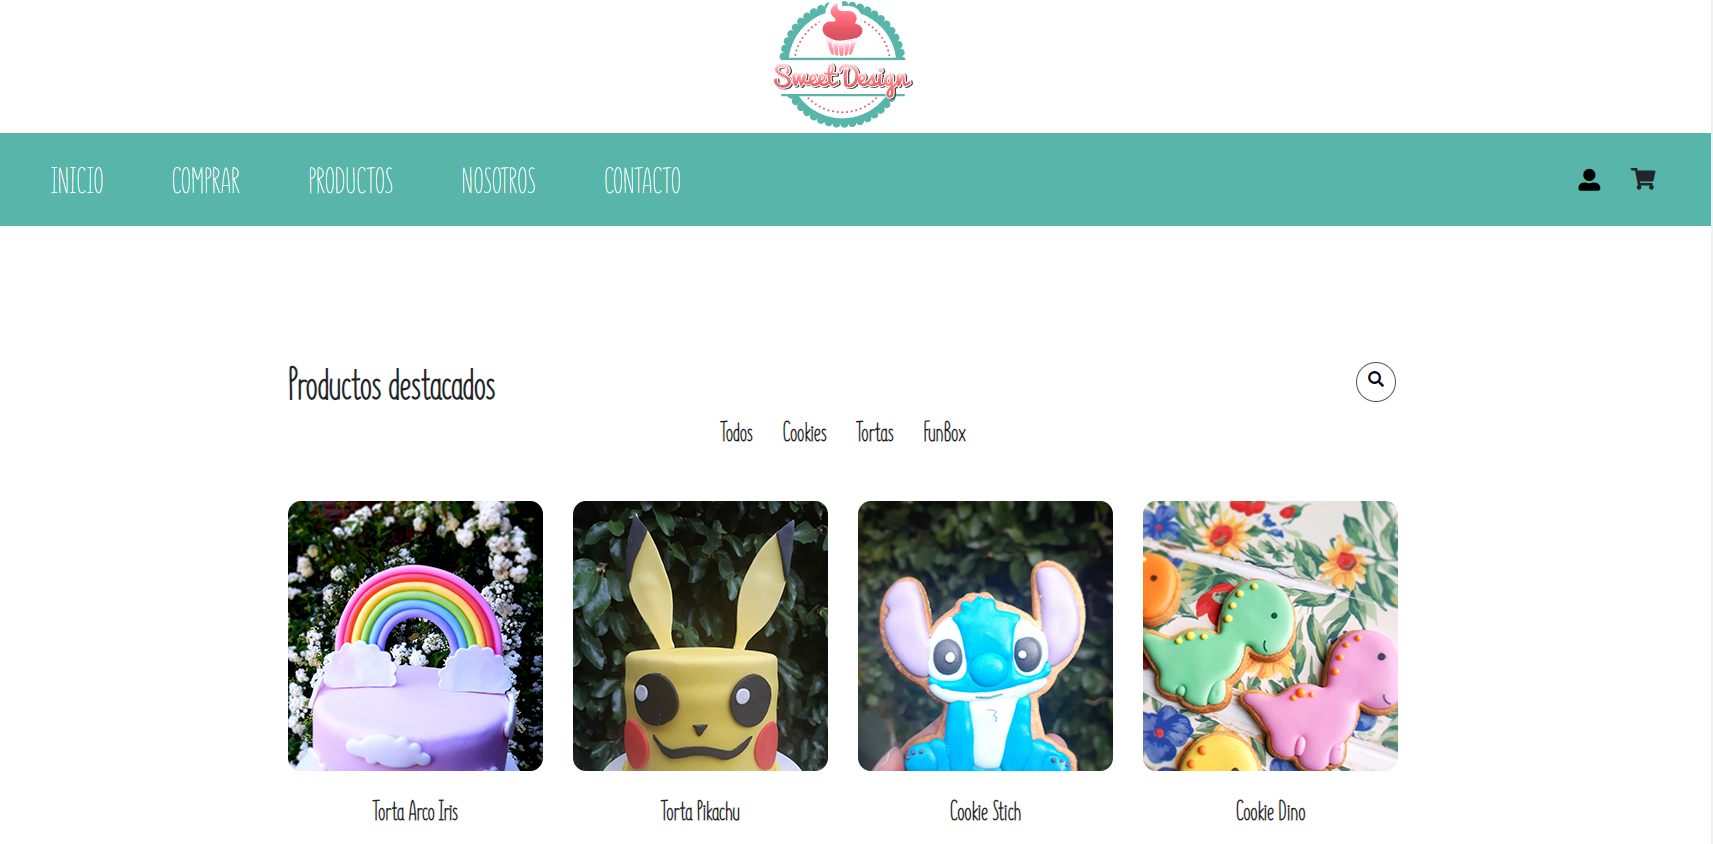 Sweet Design
INICIO COMPRAR PRODUCTOS NOSOTROS CONTACTO
Productos destacados
Todos Cookies Tortas FunBox
Torta Arco Iris Torta Pikachu Cookie Stich Cookie Dino